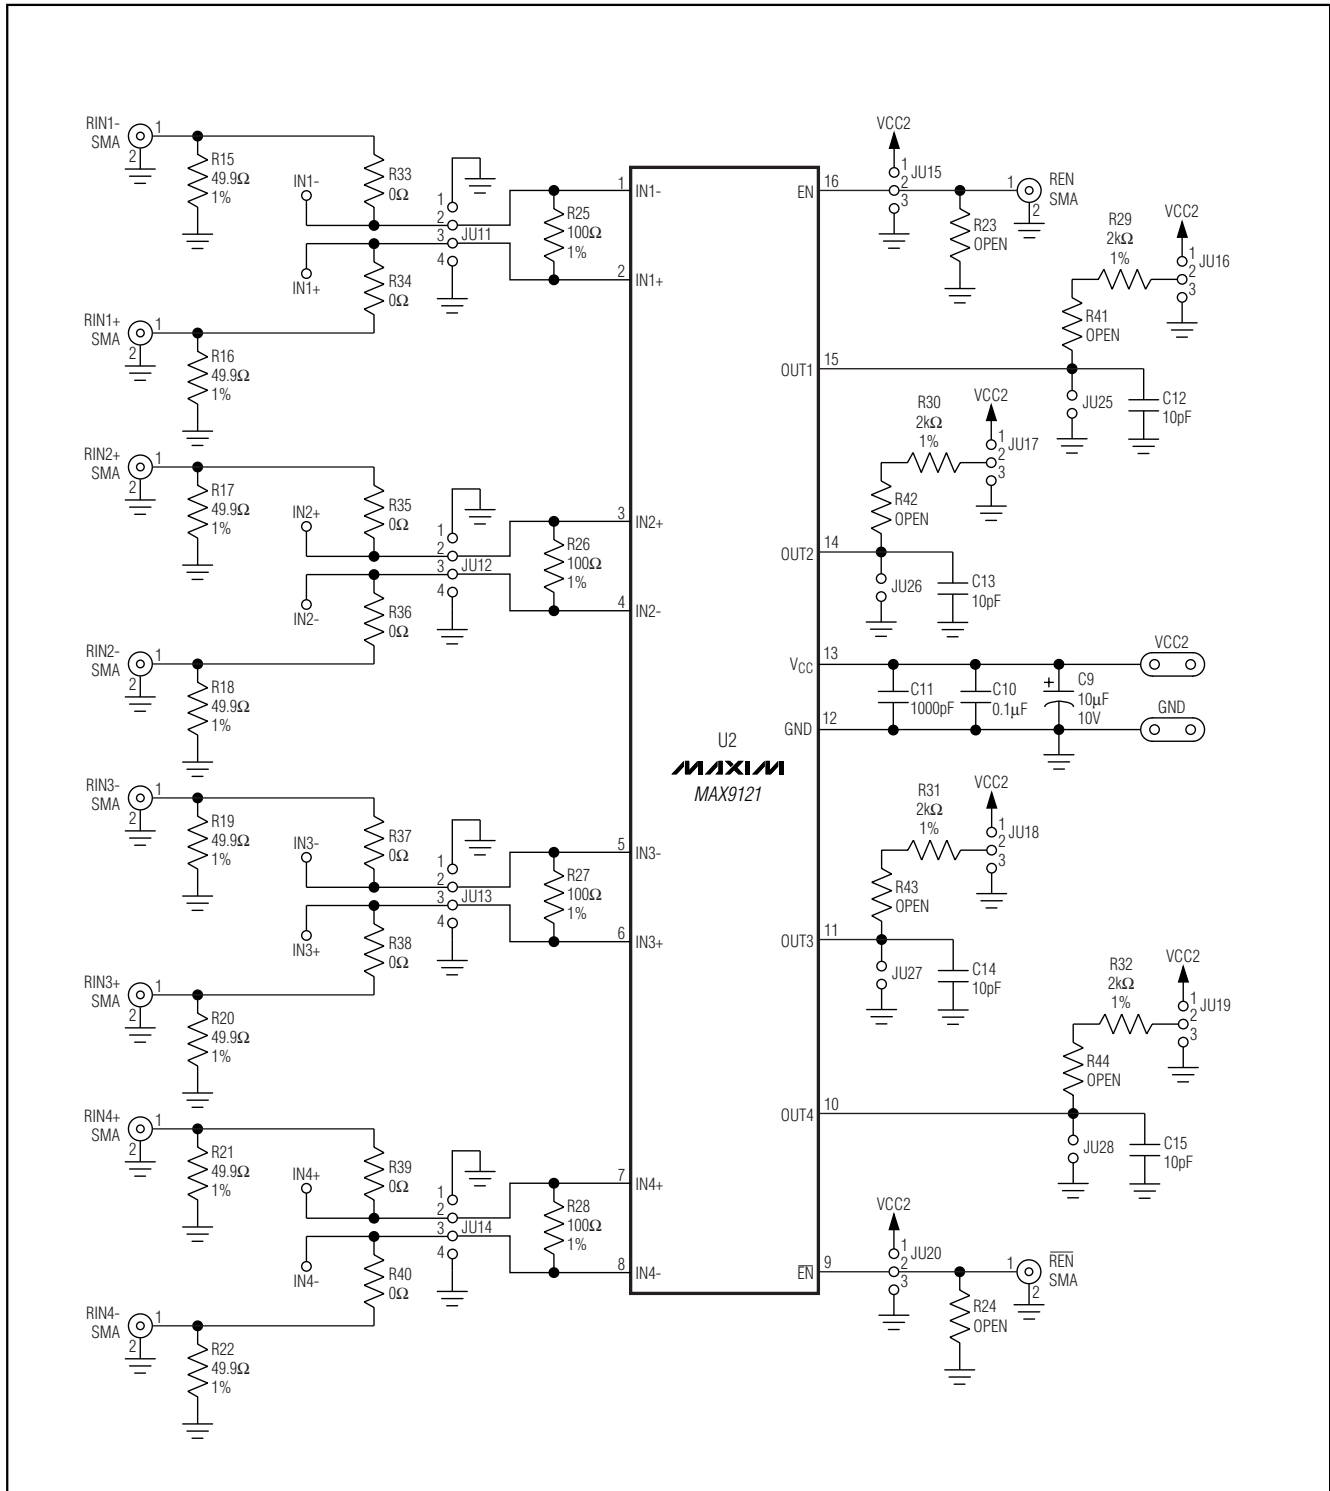 RIN1-
SMA
1
2
R15
49.9Ω
1%
IN1-
R33
0Ω
1
2
3
4
JU11
R25
100Ω
1%
IN1+
R34
0Ω
RIN1+
SMA
1
2
R16
49.9Ω
1%
RIN2+
SMA
1
2
R17
49.9Ω
1%
IN2+
R35
0Ω
1
2
3
4
JU12
R26
100Ω
1%
IN2-
R36
0Ω
RIN2-
SMA
1
2
R18
49.9Ω
1%
RIN3-
SMA
1
2
R19
49.9Ω
1%
IN3-
R37
0Ω
1
2
3
4
JU13
R27
100Ω
1%
IN3+
R38
0Ω
RIN3+
SMA
1
2
R20
49.9Ω
1%
RIN4+
SMA
1
2
R21
49.9Ω
1%
IN4+
R39
0Ω
1
2
3
4
JU14
R28
100Ω
1%
IN4-
R40
0Ω
RIN4-
SMA
1
2
R22
49.9Ω
1%
1 IN1-
2 IN1+
3 IN2+
4 IN2-
5 IN3-
6 IN3+
7 IN4+
8 IN4-
U2
MAXIM
MAX9121
EN 16
OUT1 15
OUT2 14
VCC 13
GND 12
OUT3 11
OUT4 10
E̅N̅ 9
VCC2
1
2
3
JU15
R23
OPEN
1
2
REN
SMA
R29
2kΩ
1%
VCC2
1
2
3
JU16
R41
OPEN
JU25
C12
10pF
R30
2kΩ
1%
VCC2
1
2
3
JU17
R42
OPEN
JU26
C13
10pF
C11
1000pF
C10
0.1µF
+
C9
10µF
10V
VCC2
GND
R31
2kΩ
1%
VCC2
1
2
3
JU18
R43
OPEN
JU27
C14
10pF
R32
2kΩ
1%
VCC2
1
2
3
JU19
R44
OPEN
JU28
C15
10pF
VCC2
1
2
3
JU20
R24
OPEN
1
2
R̅E̅N̅
SMA